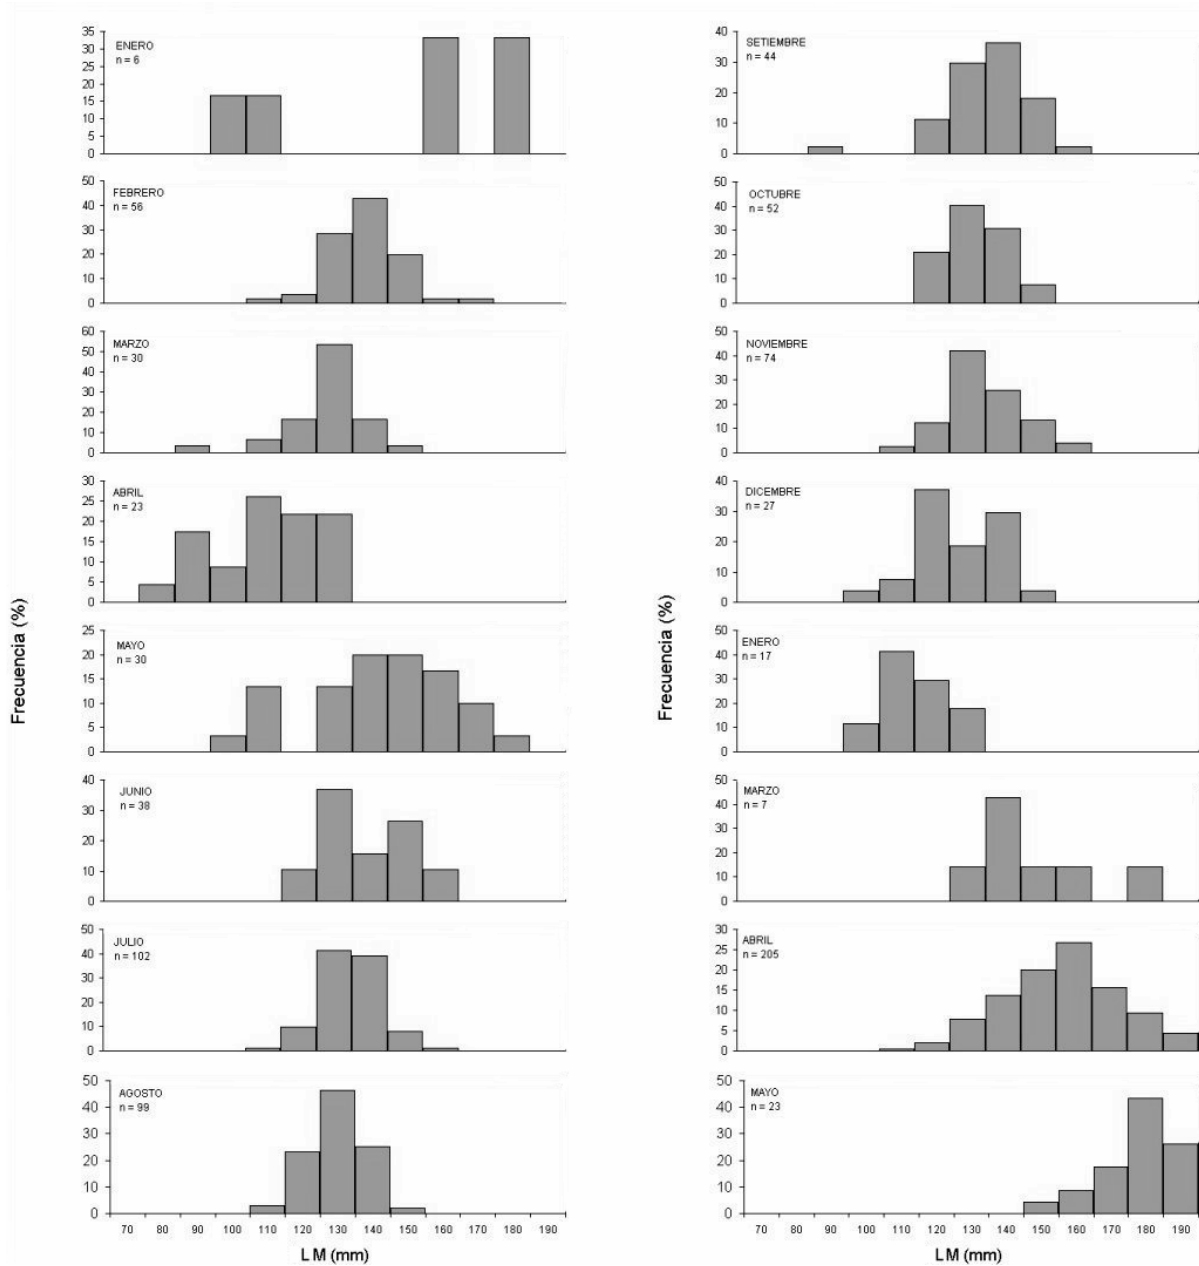 ENERO
n = 6
35
30
25
20
15
10
5
0
FEBRERO
n = 56
50
40
30
20
10
0
MARZO
n = 30
60
50
40
30
20
10
0
ABRIL
n = 23
30
25
20
15
10
5
0
MAYO
n = 30
25
20
15
10
5
0
JUNIO
n = 38
40
30
20
10
0
JULIO
n = 102
50
40
30
20
10
0
AGOSTO
n = 99
50
40
30
20
10
0
70 80 90 100 110 120 130 140 150 160 170 180 190
LM (mm)
Frecuencia (%)
SETIEMBRE
n = 44
40
30
20
10
0
OCTUBRE
n = 52
50
40
30
20
10
0
NOVIEMBRE
n = 74
50
40
30
20
10
0
DICEMBRE
n = 27
40
30
20
10
0
ENERO
n = 17
50
40
30
20
10
0
MARZO
n = 7
50
40
30
20
10
0
ABRIL
n = 205
30
25
20
15
10
5
0
MAYO
n = 23
50
40
30
20
10
0
70 80 90 100 110 120 130 140 150 160 170 180 190
LM (mm)
Frecuencia (%)